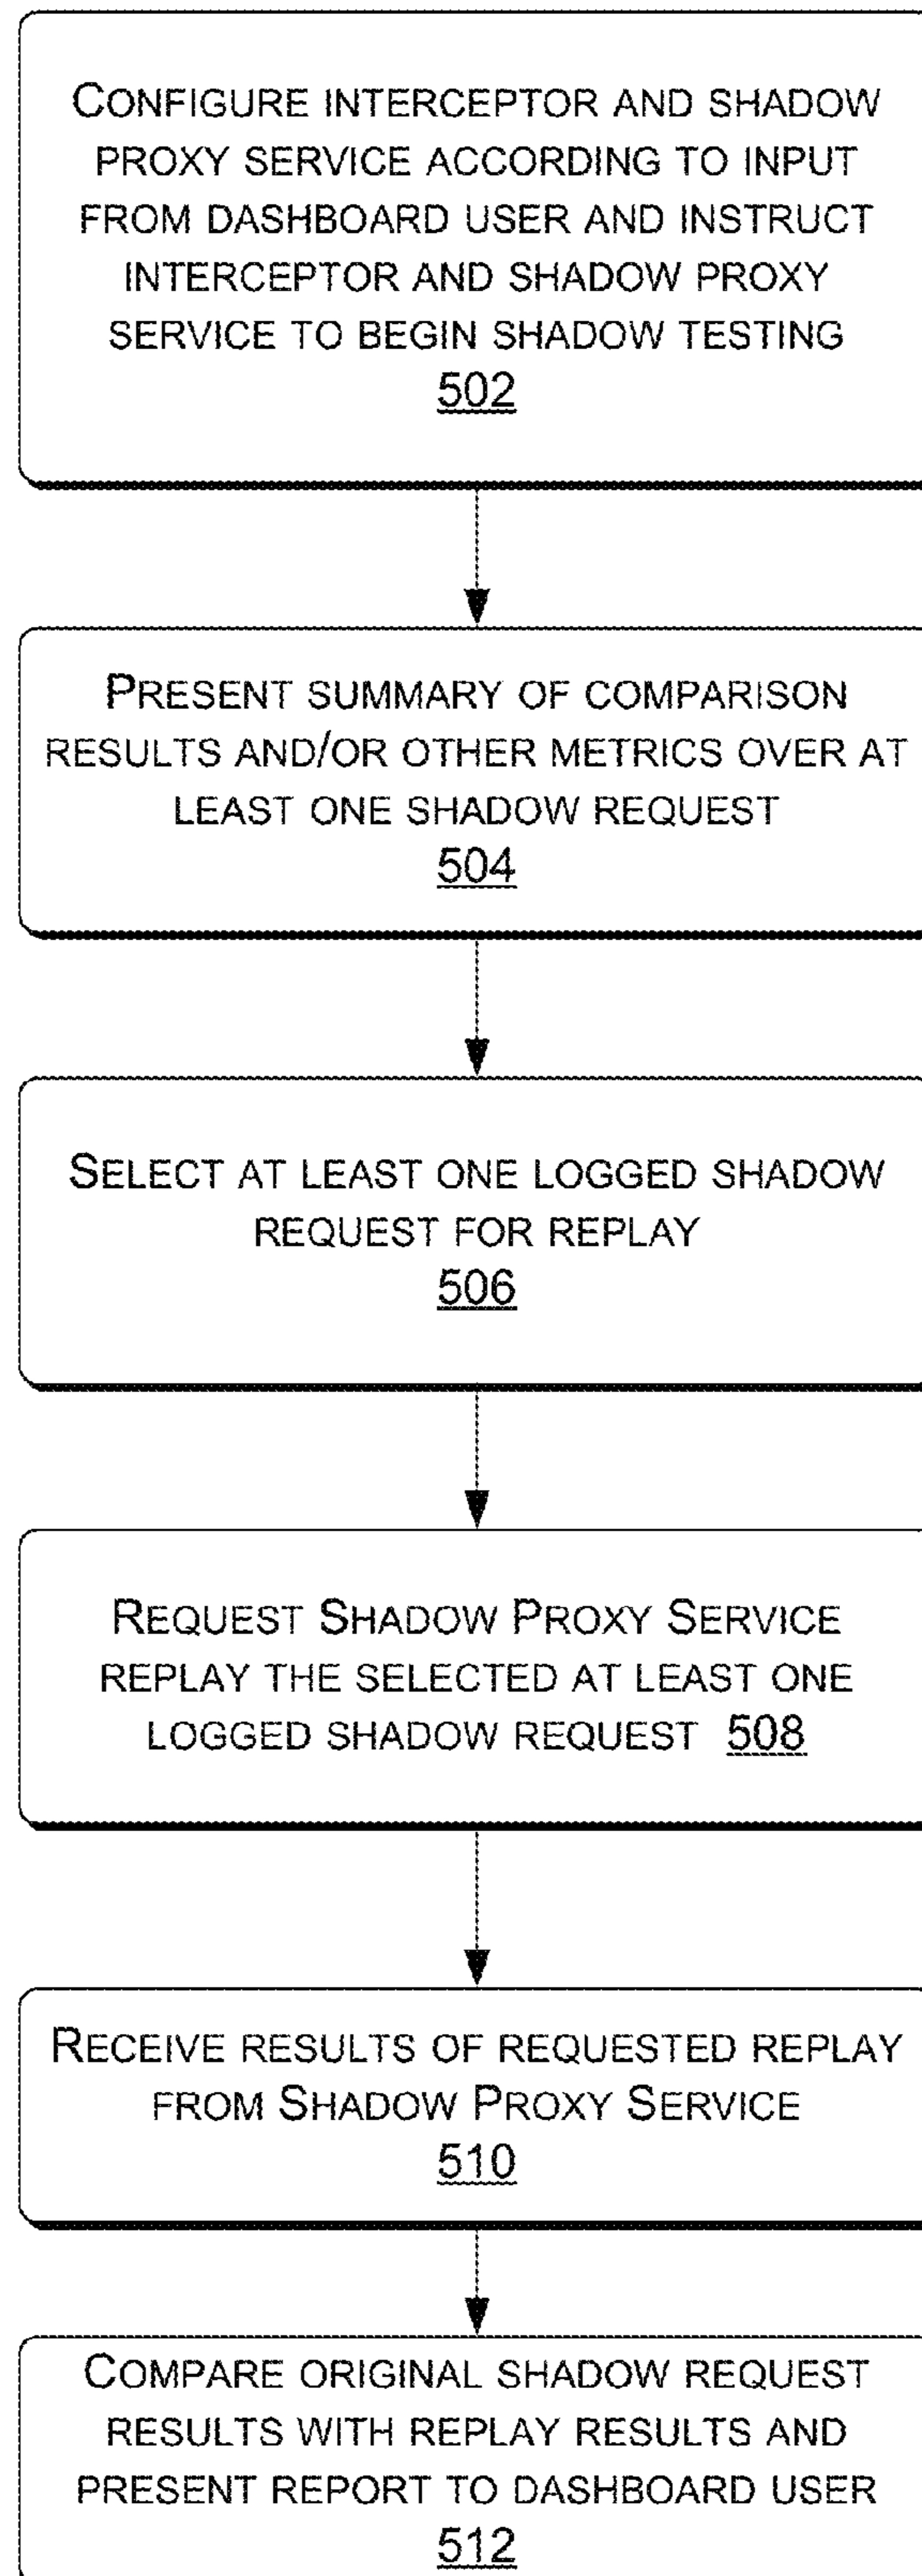 CONFIGURE INTERCEPTOR AND SHADOW
PROXY SERVICE ACCORDING TO INPUT
FROM DASHBOARD USER AND INSTRUCT
INTERCEPTOR AND SHADOW PROXY
SERVICE TO BEGIN SHADOW TESTING
502
PRESENT SUMMARY OF COMPARISON
RESULTS AND/OR OTHER METRICS OVER AT
LEAST ONE SHADOW REQUEST
504
SELECT AT LEAST ONE LOGGED SHADOW
REQUEST FOR REPLAY
506
REQUEST SHADOW PROXY SERVICE
REPLAY THE SELECTED AT LEAST ONE
LOGGED SHADOW REQUEST 508
RECEIVE RESULTS OF REQUESTED REPLAY
FROM SHADOW PROXY SERVICE
510
COMPARE ORIGINAL SHADOW REQUEST
RESULTS WITH REPLAY RESULTS AND
PRESENT REPORT TO DASHBOARD USER
512